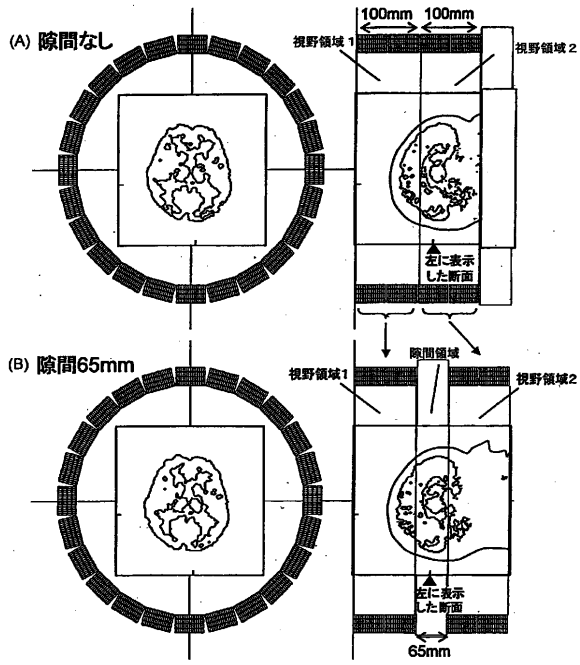 (A) 隙間なし
100mm 100mm
視野領域1
視野領域2
左に表示
した断面
(B) 隙間65mm
隙間領域
視野領域1
視野領域2
左に表示
した断面
65mm